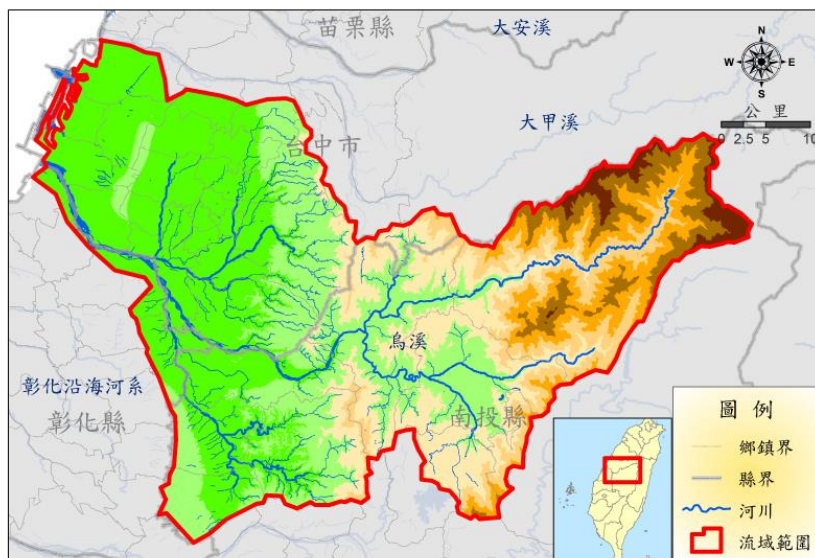 苗栗縣
大安溪
N
W
E
S
大甲溪
公里
0 2.5 5 10
台中市
烏溪
彰化沿海河系
彰化縣
南投縣
圖例
鄉鎮界
縣界
河川
流域範圍